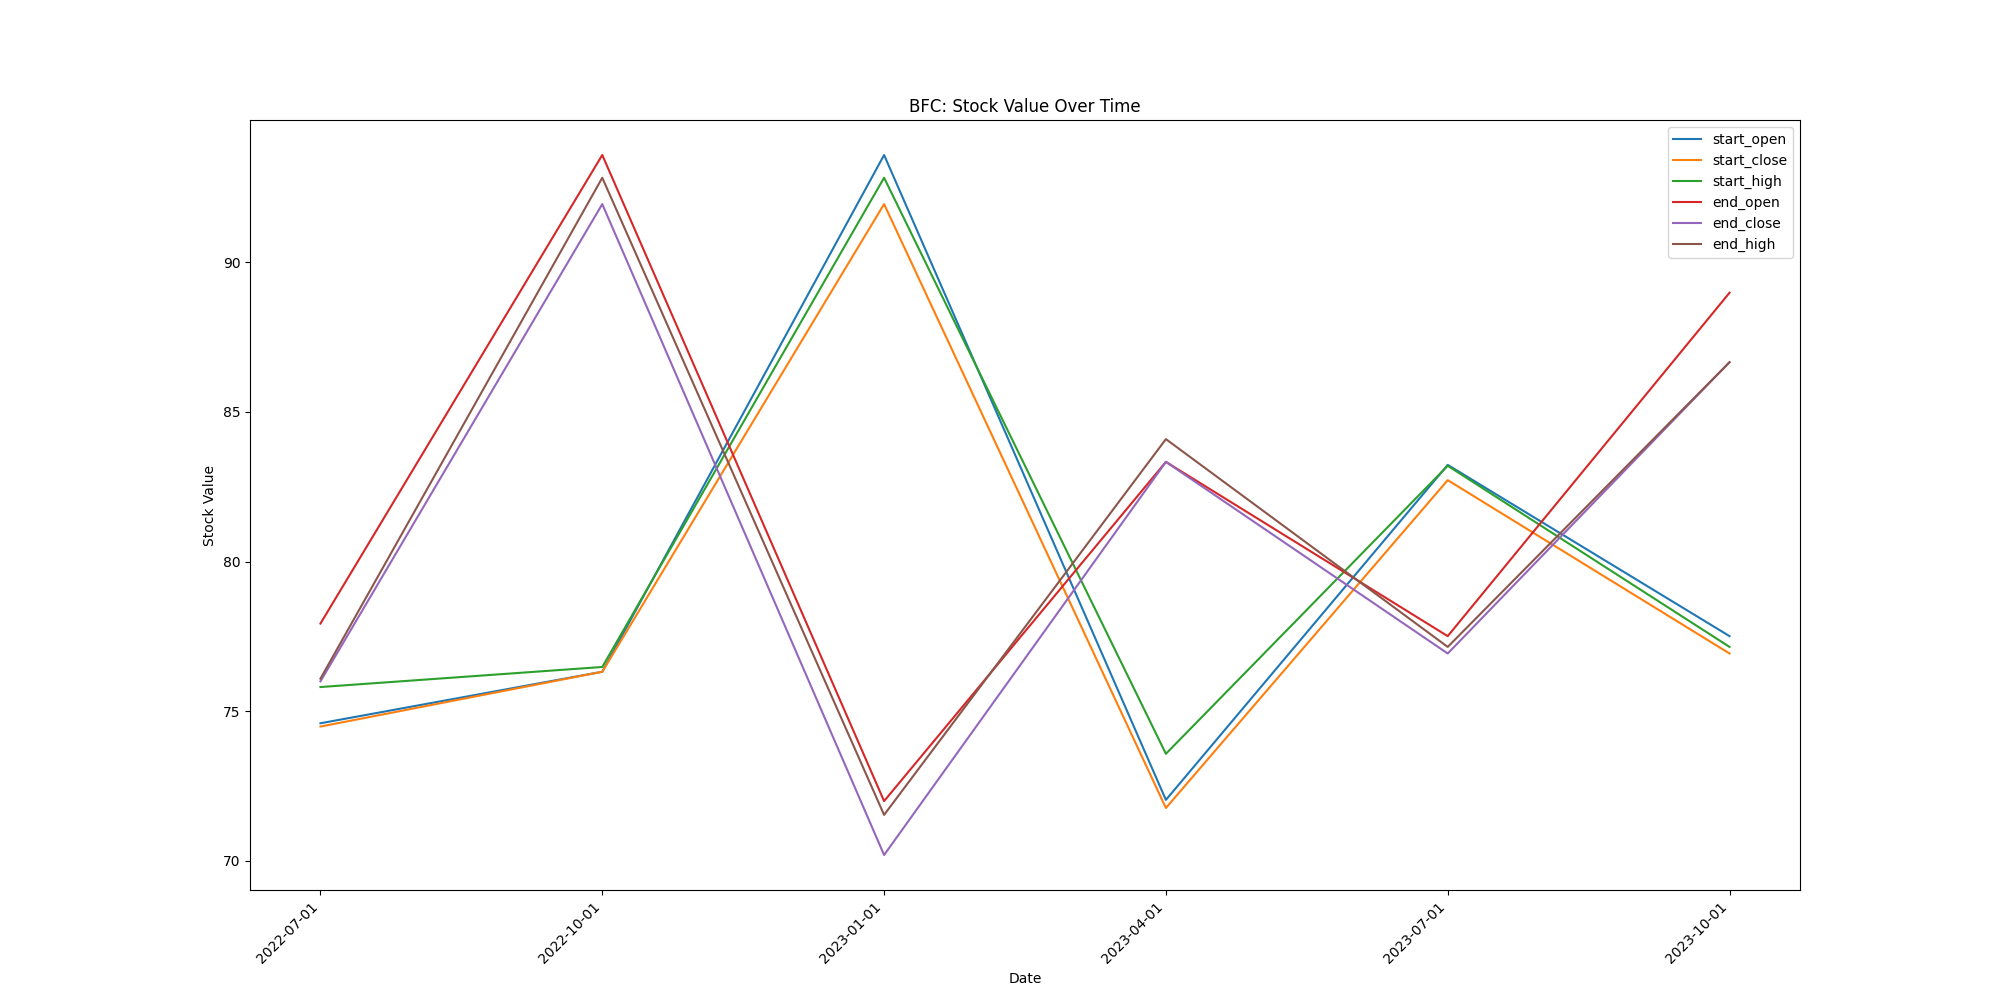 BFC: Stock Value Over Time
start_open
start_close
start_high
end_open
end_close
end_high
Stock Value
90
85
80
75
70
2022-07-01
2022-10-01
2023-01-01
2023-04-01
2023-07-01
2023-10-01
Date